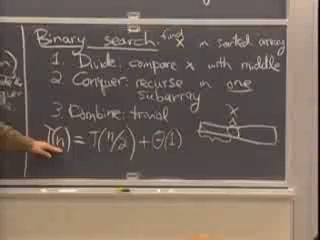 Binary search: find x in sorted array
1. Divide: compare x with middle
2. Conquer: recurse in one
subarray
3. Combine: trivial
x
T(n) = T(n/2) + Θ(1)